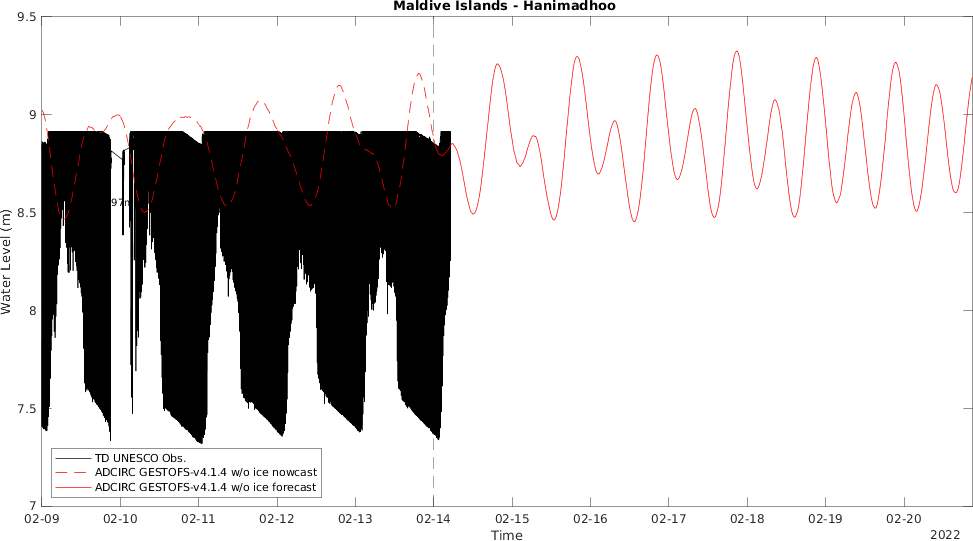 Maldive Islands - Hanimadhoo
9.5
9
8.5
8
7.5
7
Water Level (m)
TD UNESCO Obs.
ADCIRC GESTOFS-v4.1.4 w/o ice nowcast
ADCIRC GESTOFS-v4.1.4 w/o ice forecast
02-09 02-10 02-11 02-12 02-13 02-14 02-15 02-16 02-17 02-18 02-19 02-20
Time
2022